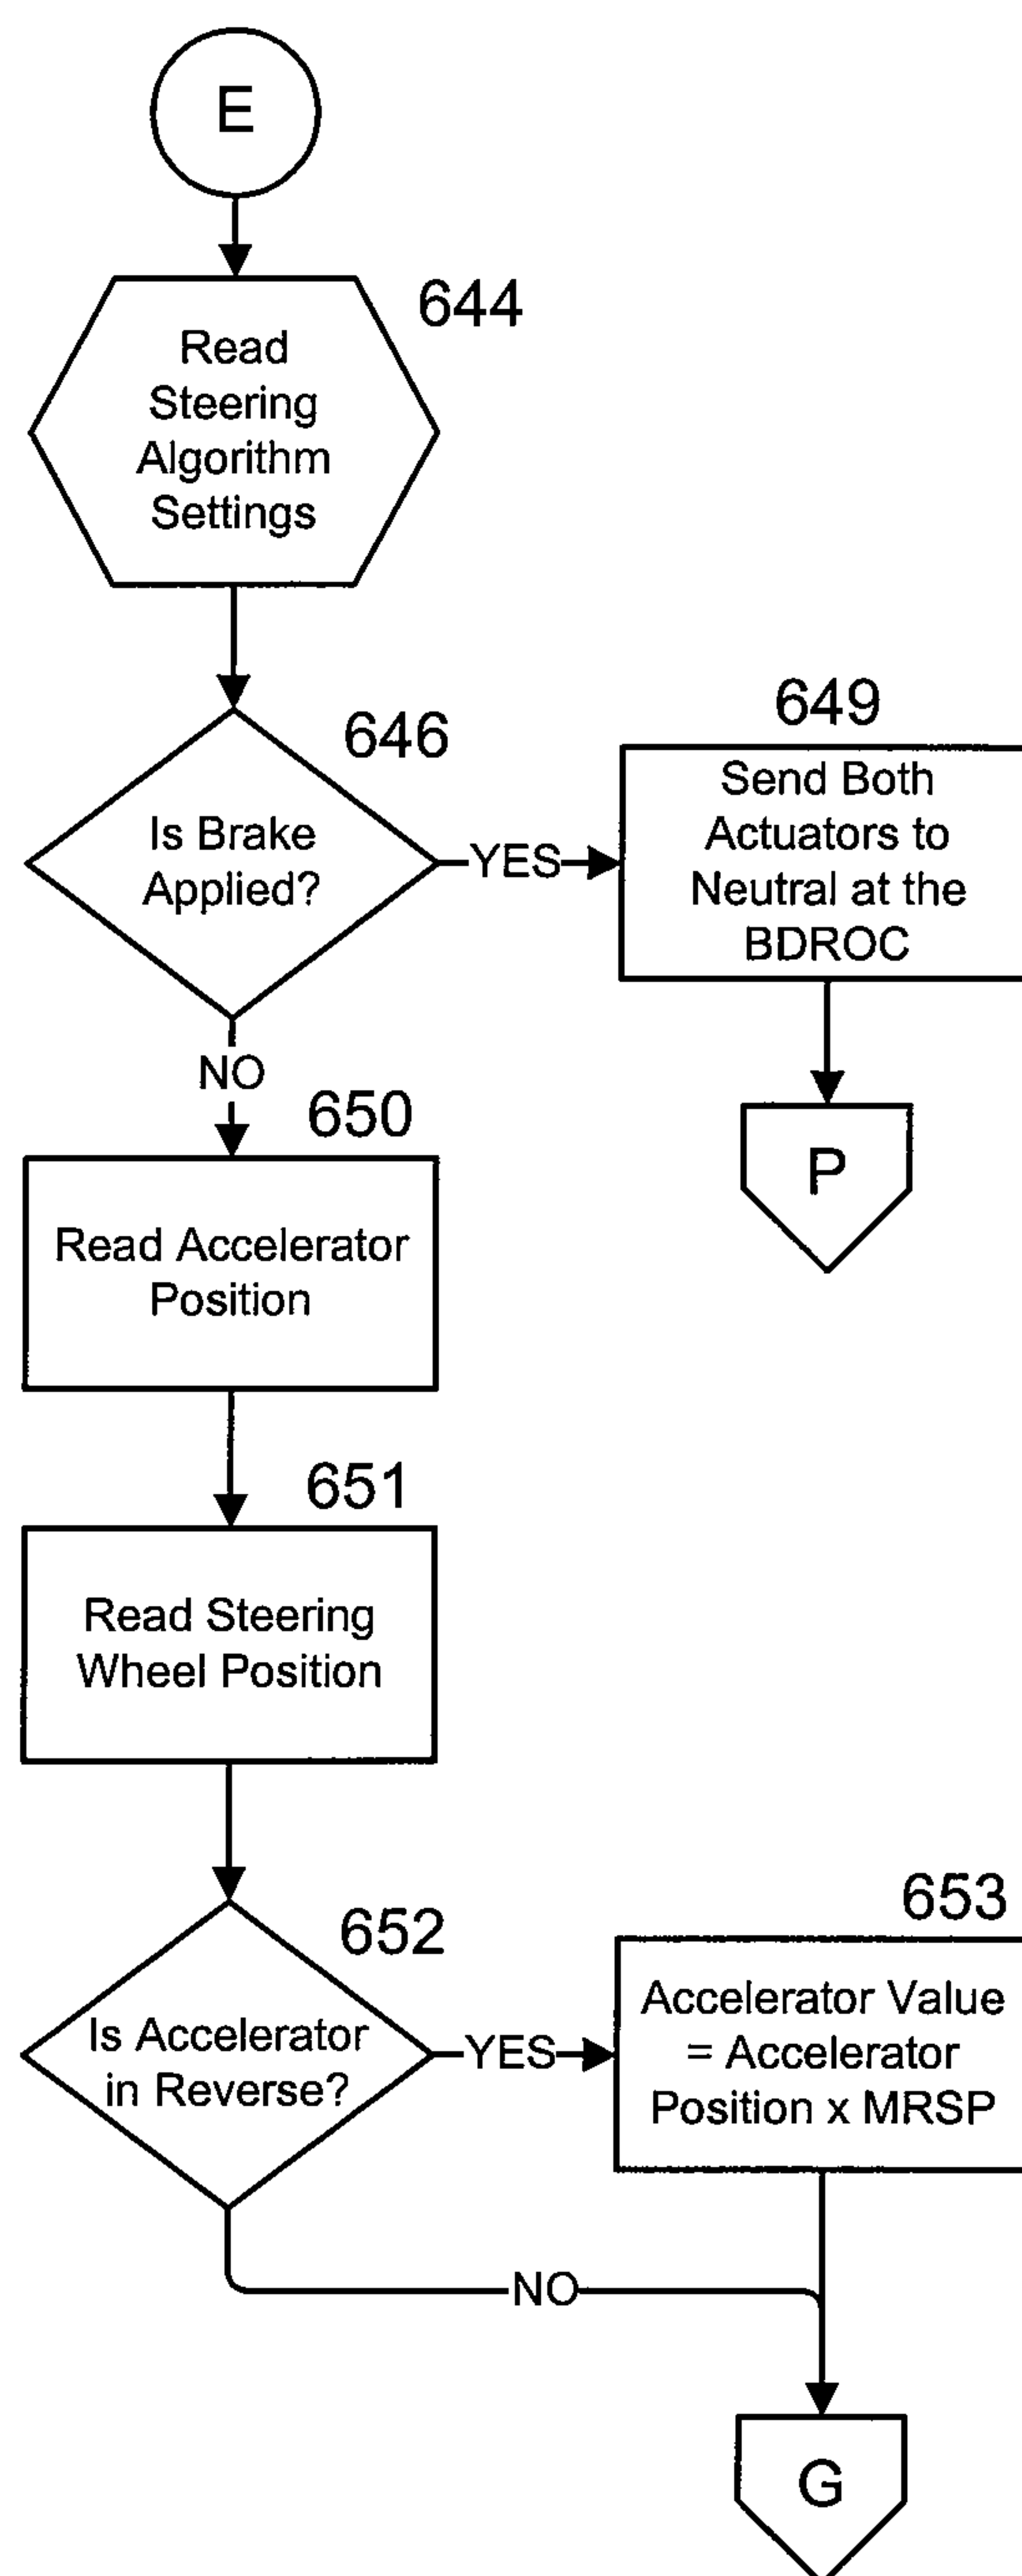 E
644
Read
Steering
Algorithm
Settings
646
Is Brake
Applied?
YES
649
Send Both
Actuators to
Neutral at the
BDROC
P
NO
650
Read Accelerator
Position
651
Read Steering
Wheel Position
652
Is Accelerator
in Reverse?
YES
653
Accelerator Value
= Accelerator
Position x MRSP
NO
G